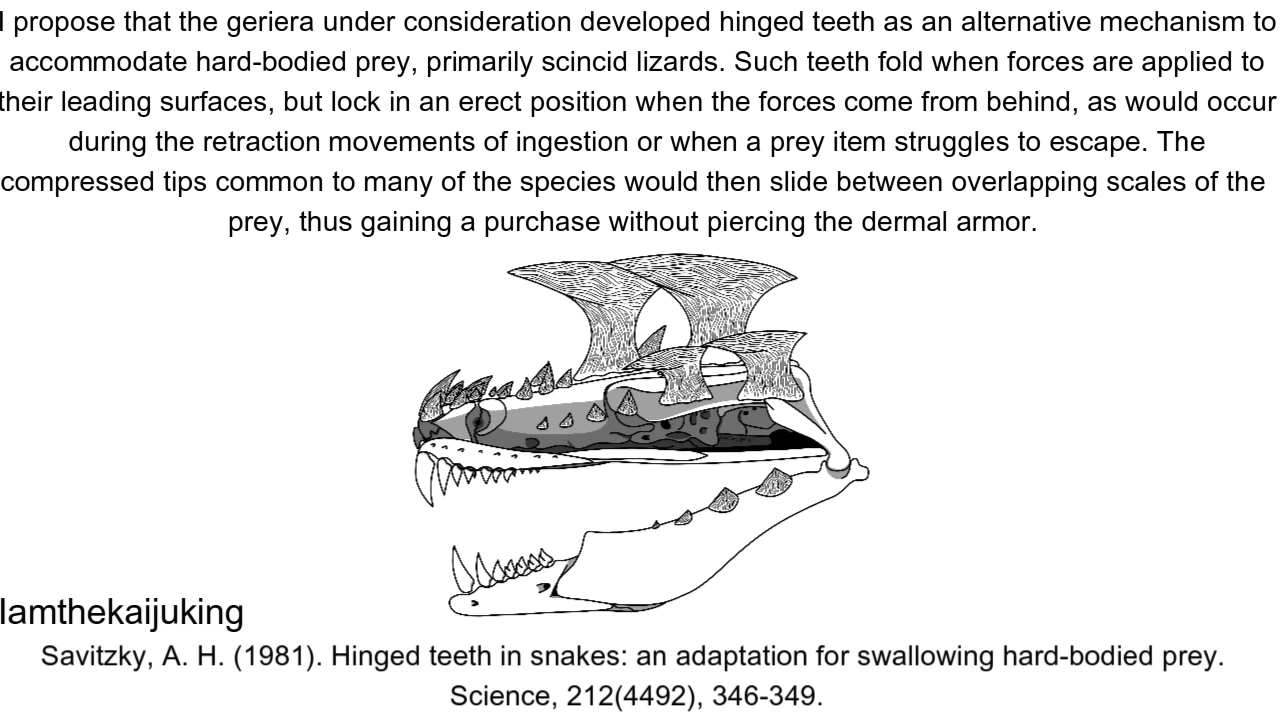 I propose that the geriera under consideration developed hinged teeth as an alternative mechanism to
accommodate hard-bodied prey, primarily scincid lizards. Such teeth fold when forces are applied to
their leading surfaces, but lock in an erect position when the forces come from behind, as would occur
during the retraction movements of ingestion or when a prey item struggles to escape. The
compressed tips common to many of the species would then slide between overlapping scales of the
prey, thus gaining a purchase without piercing the dermal armor.
Iamthekaijuking
Savitzky, A. H. (1981). Hinged teeth in snakes: an adaptation for swallowing hard-bodied prey.
Science, 212(4492), 346-349.